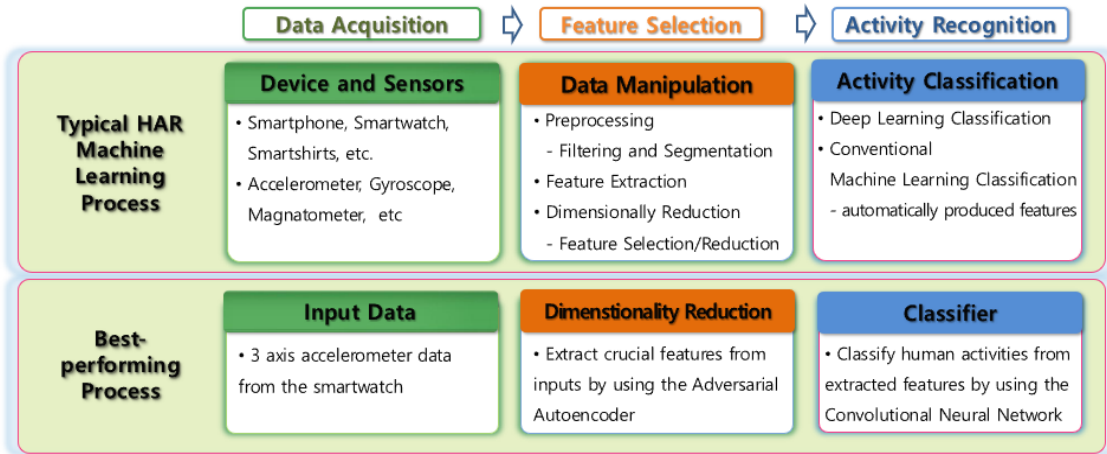 Data Acquisition
Feature Selection
Activity Recognition
Typical HAR
Machine
Learning
Process
Device and Sensors
• Smartphone, Smartwatch,
Smartshirts, etc.
• Accelerometer, Gyroscope,
Magnatometer, etc
Data Manipulation
• Preprocessing
- Filtering and Segmentation
• Feature Extraction
• Dimensionally Reduction
- Feature Selection/Reduction
Activity Classification
• Deep Learning Classification
• Conventional
Machine Learning Classification
- automatically produced features
Best-
performing
Process
Input Data
• 3 axis accelerometer data
from the smartwatch
Dimenstionality Reduction
• Extract crucial features from
inputs by using the Adversarial
Autoencoder
Classifier
• Classify human activities from
extracted features by using the
Convolutional Neural Network